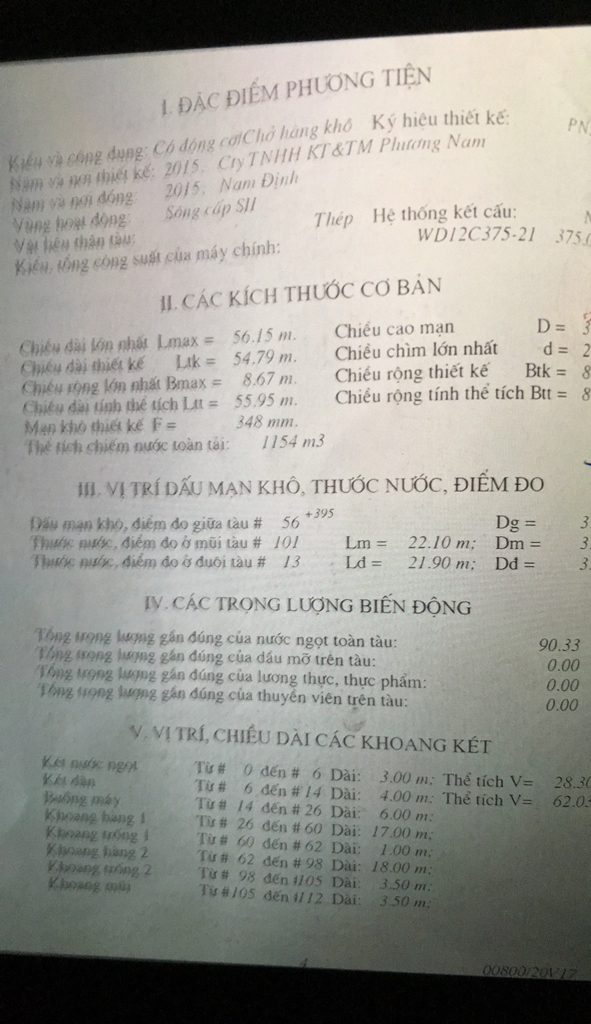 I. ĐẶC ĐIỂM PHƯƠNG TIỆN
Kiểu và công dụng: Có động cơ/Chở hàng khô Ký hiệu thiết kế: PN
Năm và nơi thiết kế: 2015, Cty TNHH KT&TM Phương Nam
Năm và nơi đóng: 2015, Nam Định
Vùng hoạt động: Sông cấp SII
Vật liệu thân tàu: Thép Hệ thống kết cấu:
Kiểu, tổng công suất của máy chính: WD12C375-21 375.
II. CÁC KÍCH THƯỚC CƠ BẢN
Chiều dài lớn nhất Lmax = 56.15 m. Chiều cao mạn D = 3
Chiều dài thiết kế Ltk = 54.79 m. Chiều chìm lớn nhất d = 2
Chiều rộng lớn nhất Bmax = 8.67 m. Chiều rộng thiết kế Btk = 8
Chiều dài tính thể tích Ltt = 55.95 m. Chiều rộng tính thể tích Btt = 8
Mạn khô thiết kế F = 348 mm.
Thể tích chiếm nước toàn tải: 1154 m3
III. VỊ TRÍ DẤU MẠN KHÔ, THƯỚC NƯỚC, ĐIỂM ĐO
Dấu mạn khô, điểm đo giữa tàu # 56 +395 Dg = 3
Thước nước, điểm đo ở mũi tàu # 101 Lm = 22.10 m; Dm = 3.
Thước nước, điểm đo ở đuôi tàu # 13 Ld = 21.90 m; Dd = 3.
IV. CÁC TRỌNG LƯỢNG BIẾN ĐỘNG
Tổng trọng lượng gần đúng của nước ngọt toàn tàu: 90.33
Tổng trọng lượng gần đúng của dầu mỡ trên tàu: 0.00
Tổng trọng lượng gần đúng của lương thực, thực phẩm: 0.00
Tổng trọng lượng gần đúng của thuyền viên trên tàu: 0.00
V. VỊ TRÍ, CHIỀU DÀI CÁC KHOANG KÉT
Két nước ngọt Từ # 0 đến # 6 Dài: 3.00 m; Thể tích V= 28.30
Két dằn Từ # 6 đến # 14 Dài: 4.00 m; Thể tích V= 62.03
Buồng máy Từ # 14 đến # 26 Dài: 6.00 m;
Khoang hàng 1 Từ # 26 đến # 60 Dài: 17.00 m;
Khoang trống 1 Từ # 60 đến # 62 Dài: 1.00 m;
Khoang hàng 2 Từ # 62 đến # 98 Dài: 18.00 m;
Khoang trống 2 Từ # 98 đến #105 Dài: 3.50 m;
Khoang mũi Từ #105 đến #112 Dài: 3.50 m;
4
00800/20V17